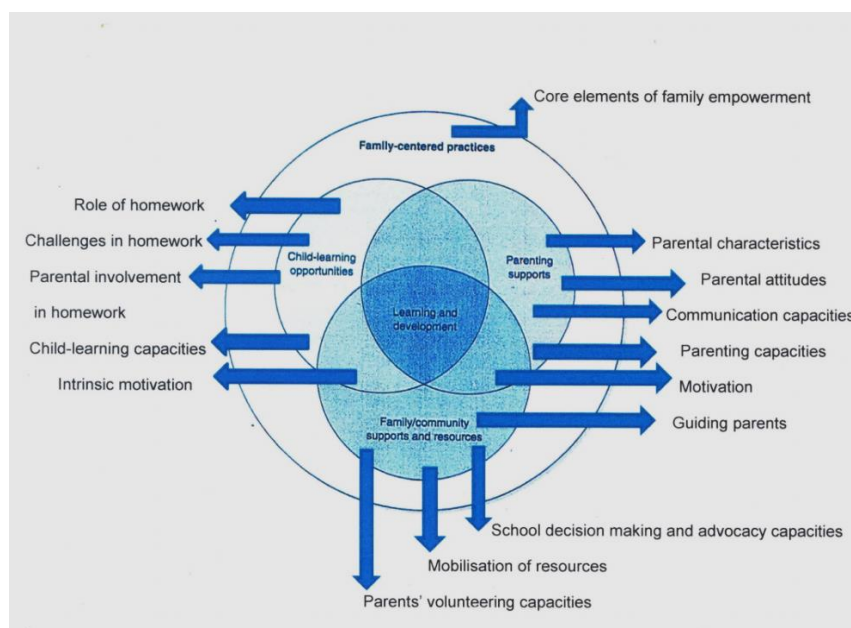 Core elements of family empowerment
Family-centered practices
Role of homework
Challenges in homework
Parental involvement
in homework
Child-learning capacities
Intrinsic motivation
Child-learning
opportunities
Parenting
supports
Learning and
development
Family/community
supports and resources
Parental characteristics
Parental attitudes
Communication capacities
Parenting capacities
Motivation
Guiding parents
School decision making and advocacy capacities
Mobilisation of resources
Parents' volunteering capacities